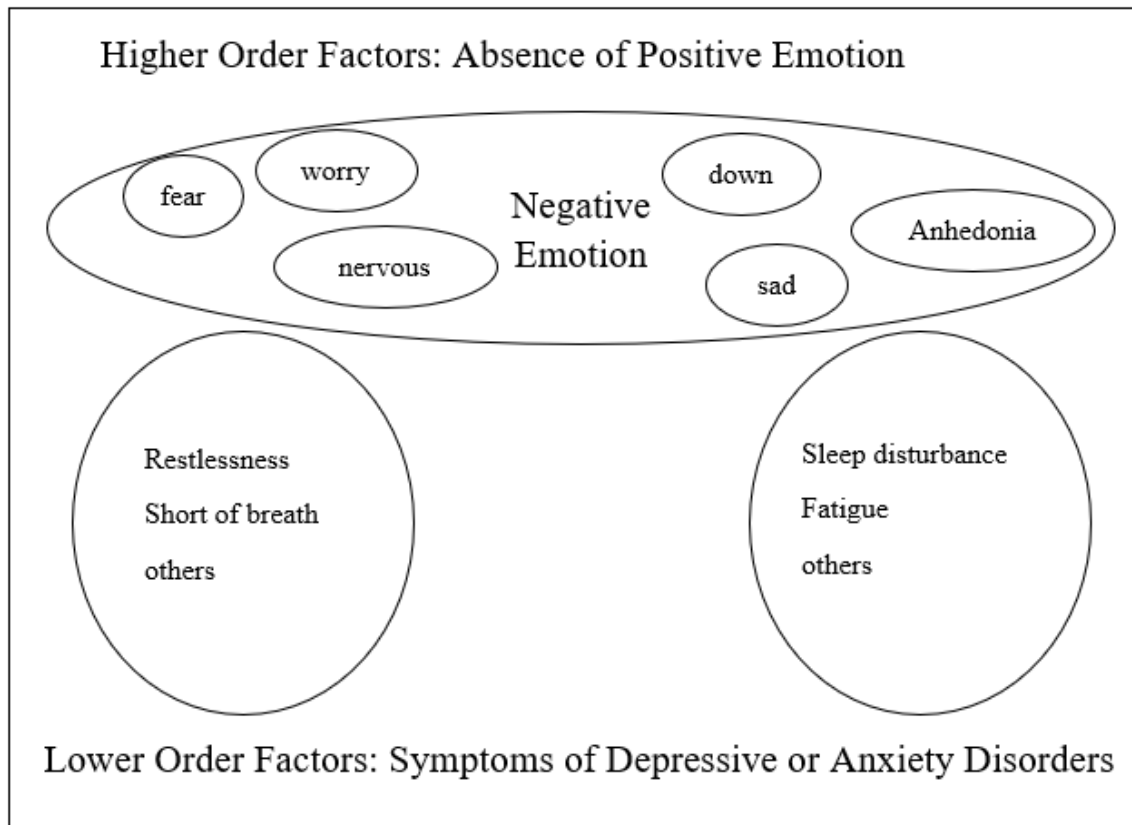 Higher Order Factors: Absence of Positive Emotion
fear
worry
nervous
Negative
Emotion
down
sad
Anhedonia
Restlessness
Short of breath
others
Sleep disturbance
Fatigue
others
Lower Order Factors: Symptoms of Depressive or Anxiety Disorders